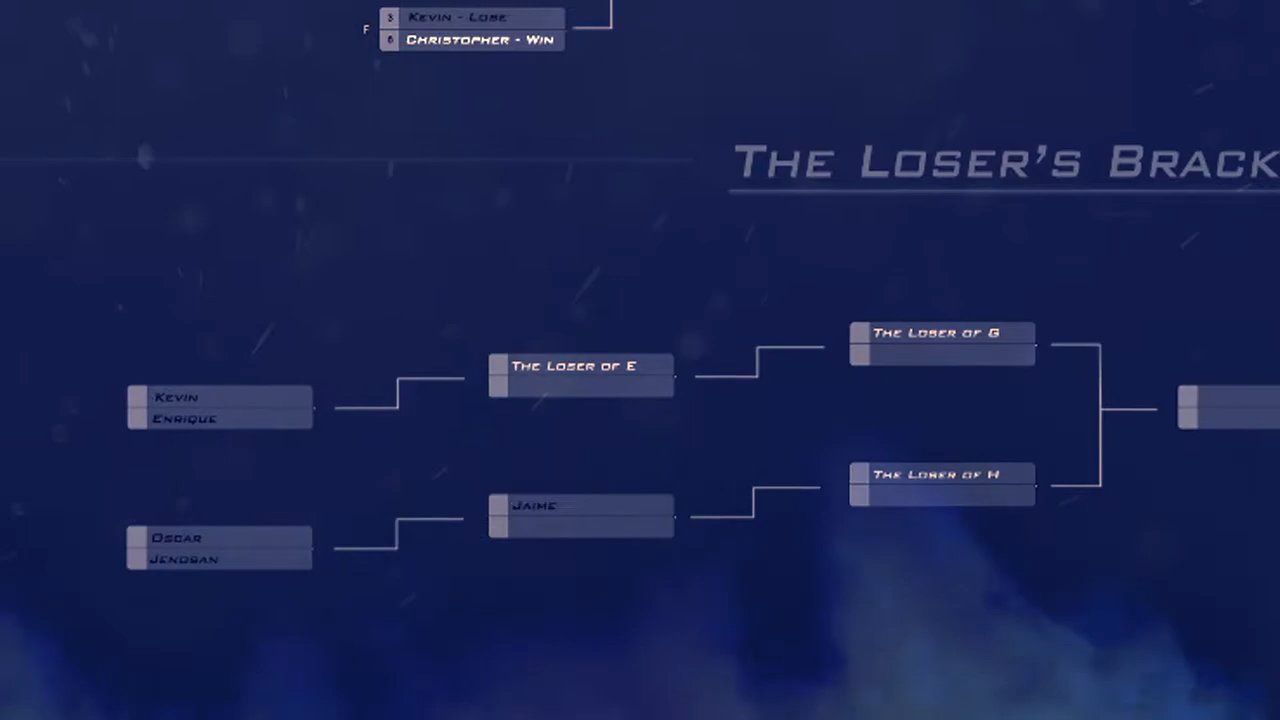 3 Kevin - Lose
F
6 Christopher - Win
The Loser's Brack
The Loser of G
The Loser of E
Kevin
Enrique
The Loser of H
Jaime
Oscar
Jenosan